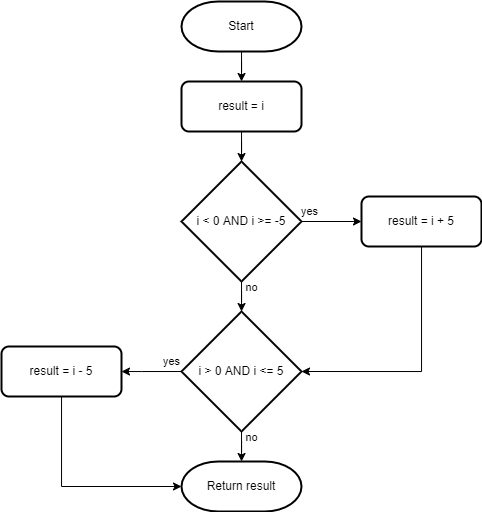 Start
result = i
i < 0 AND i >= -5
yes
result = i + 5
no
i > 0 AND i <= 5
yes
result = i - 5
no
Return result